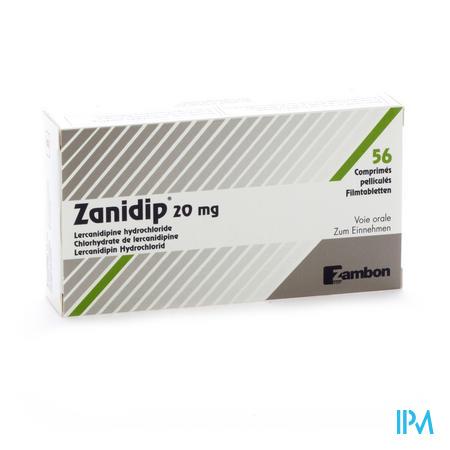 56
Comprimés
pelliculés
Filmtabletten
Zanidip® 20 mg
Lercanidipine hydrochloride
Chlorhydrate de lercanidipine
Lercanidipin Hydrochlorid
Voie orale
Zum Einnehmen
Zambon
IPM